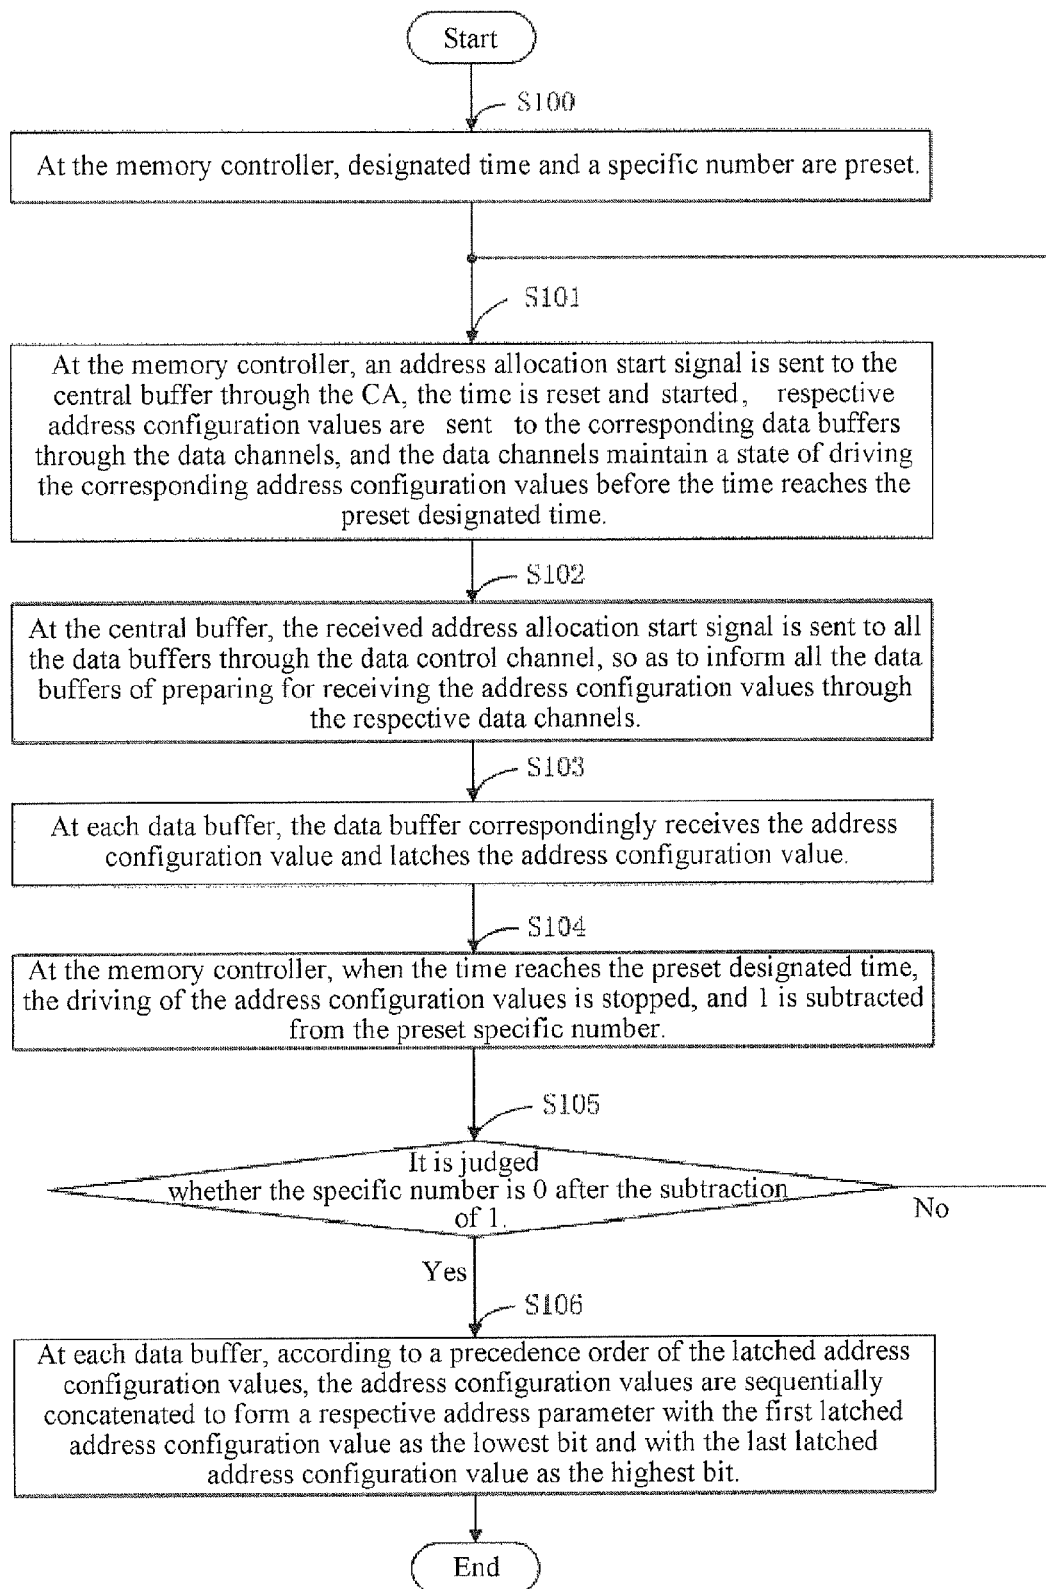 Start
S100
At the memory controller, designated time and a specific number are preset.
S101
At the memory controller, an address allocation start signal is sent to the
central buffer through the CA, the time is reset and started, respective
address configuration values are sent to the corresponding data buffers
through the data channels, and the data channels maintain a state of driving
the corresponding address configuration values before the time reaches the
preset designated time.
S102
At the central buffer, the received address allocation start signal is sent to all
the data buffers through the data control channel, so as to inform all the data
buffers of preparing for receiving the address configuration values through
the respective data channels.
S103
At each data buffer, the data buffer correspondingly receives the address
configuration value and latches the address configuration value.
S104
At the memory controller, when the time reaches the preset designated time,
the driving of the address configuration values is stopped, and 1 is subtracted
from the preset specific number.
S105
It is judged
whether the specific number is 0 after the subtraction
of 1.
No
Yes
S106
At each data buffer, according to a precedence order of the latched address
configuration values, the address configuration values are sequentially
concatenated to form a respective address parameter with the first latched
address configuration value as the lowest bit and with the last latched
address configuration value as the highest bit.
End